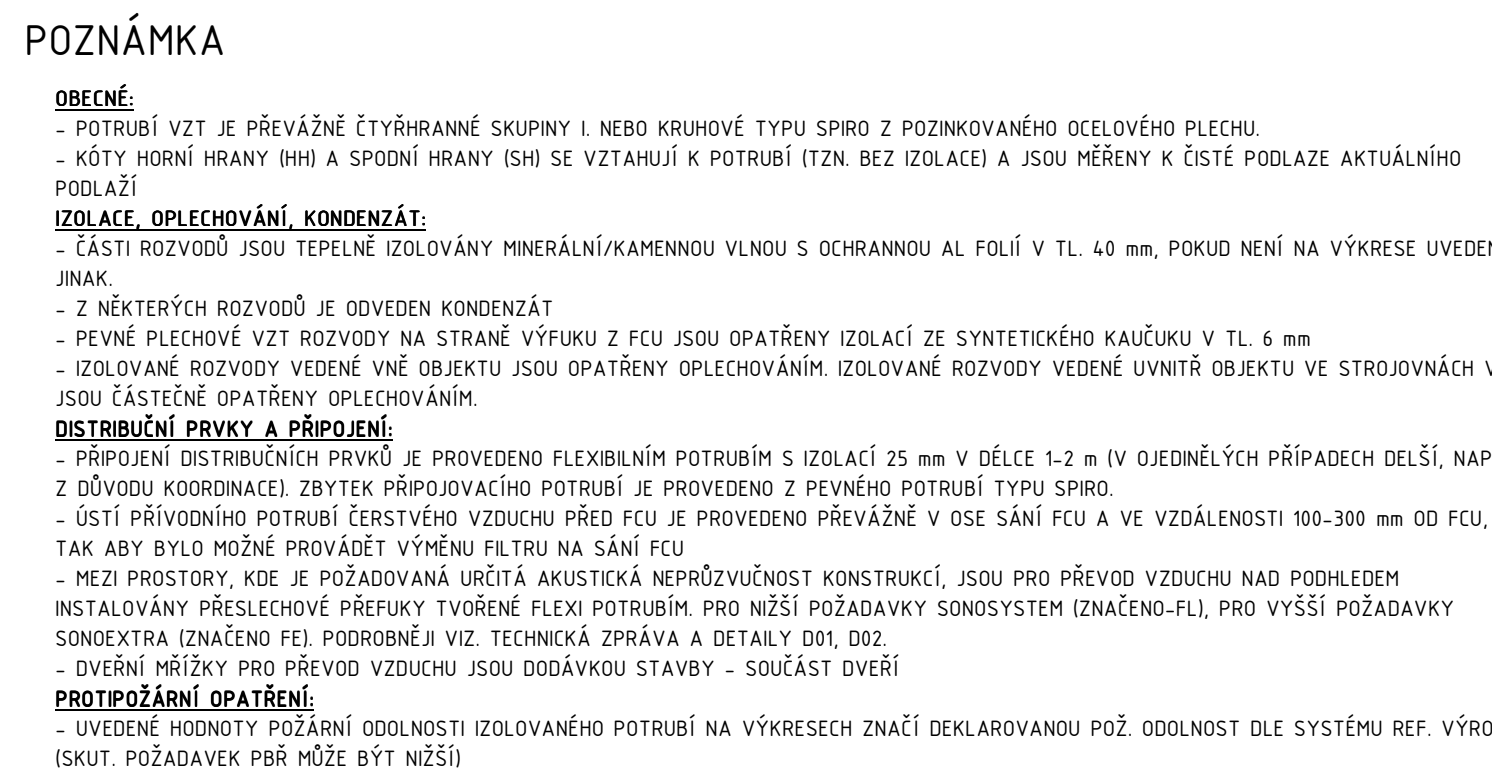 POZNÁMKA
OBECNÉ:
- POTRUBÍ VZT JE PŘEVÁŽNĚ ČTYŘHRANNÉ SKUPINY I. NEBO KRUHOVÉ TYPU SPIRO Z POZINKOVANÉHO OCELOVÉHO PLECHU.
- KÓTY HORNÍ HRANY (HH) A SPODNÍ HRANY (SH) SE VZTAHUJÍ K POTRUBÍ (TZN. BEZ IZOLACE) A JSOU MĚŘENY K ČISTÉ PODLAZE AKTUÁLNÍHO
PODLAŽÍ
IZOLACE, OPLECHOVÁNÍ, KONDENZÁT:
- ČÁSTI ROZVODŮ JSOU TEPELNĚ IZOLOVÁNY MINERÁLNÍ/KAMENNOU VLNOU S OCHRANNOU AL FOLIÍ V TL. 40 mm, POKUD NENÍ NA VÝKRESE UVEDEN
JINAK.
- Z NĚKTERÝCH ROZVODŮ JE ODVEDEN KONDENZÁT
- PEVNÉ PLECHOVÉ VZT ROZVODY NA STRANĚ VÝFUKU Z FCU JSOU OPATŘENY IZOLACÍ ZE SYNTETICKÉHO KAUČUKU V TL. 6 mm
- IZOLOVANÉ ROZVODY VEDENÉ VNĚ OBJEKTU JSOU OPATŘENY OPLECHOVÁNÍM. IZOLOVANÉ ROZVODY VEDENÉ UVNITŘ OBJEKTU VE STROJOVNÁCH V
JSOU ČÁSTEČNĚ OPATŘENY OPLECHOVÁNÍM.
DISTRIBUČNÍ PRVKY A PŘIPOJENÍ:
- PŘIPOJENÍ DISTRIBUČNÍCH PRVKŮ JE PROVEDENO FLEXIBILNÍM POTRUBÍM S IZOLACÍ 25 mm V DÉLCE 1-2 m (V OJEDINĚLÝCH PŘÍPADECH DELŠÍ, NAP
Z DŮVODU KOORDINACE). ZBYTEK PŘIPOJOVACÍHO POTRUBÍ JE PROVEDENO Z PEVNÉHO POTRUBÍ TYPU SPIRO.
- ÚSTÍ PŘÍVODNÍHO POTRUBÍ ČERSTVÉHO VZDUCHU PŘED FCU JE PROVEDENO PŘEVÁŽNĚ V OSE SÁNÍ FCU A VE VZDÁLENOSTI 100-300 mm OD FCU,
TAK ABY BYLO MOŽNÉ PROVÁDĚT VÝMĚNU FILTRU NA SÁNÍ FCU
- MEZI PROSTORY, KDE JE POŽADOVANÁ URČITÁ AKUSTICKÁ NEPRŮZVUČNOST KONSTRUKCÍ, JSOU PRO PŘEVOD VZDUCHU NAD PODHLEDEM
INSTALOVÁNY PŘESLECHOVÉ PŘEFUKY TVOŘENÉ FLEXI POTRUBÍM. PRO NIŽŠÍ POŽADAVKY SONOSYSTEM (ZNAČENO-FL), PRO VYŠŠÍ POŽADAVKY
SONOEXTRA (ZNAČENO FE). PODROBNĚJI VIZ. TECHNICKÁ ZPRÁVA A DETAILY D01, D02.
- DVEŘNÍ MŘÍŽKY PRO PŘEVOD VZDUCHU JSOU DODÁVKOU STAVBY - SOUČÁST DVEŘÍ
PROTIPOŽÁRNÍ OPATŘENÍ:
- UVEDENÉ HODNOTY POŽÁRNÍ ODOLNOSTI IZOLOVANÉHO POTRUBÍ NA VÝKRESECH ZNAČÍ DEKLAROVANOU POŽ. ODOLNOST DLE SYSTÉMU REF. VÝRO
(SKUT. POŽADAVEK PBŘ MŮŽE BÝT NIŽŠÍ)